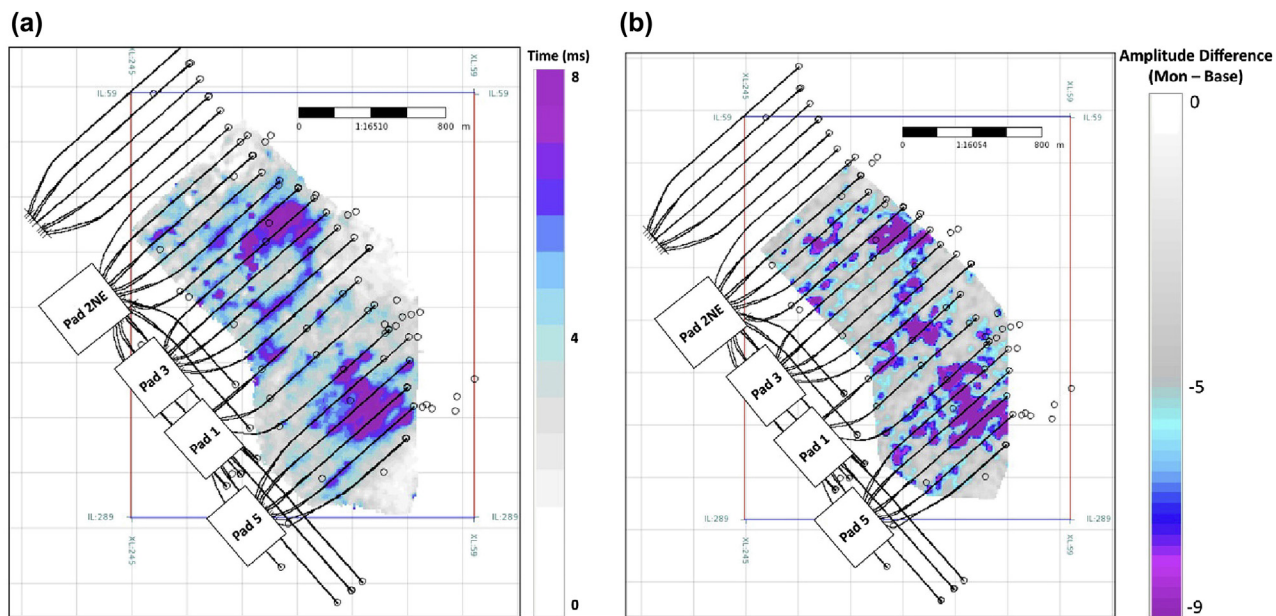 (a)
XL:245
XL:59
IL:59
IL:59
0
1:16510
800
m
Pad 2NE
Pad 3
Pad 1
Pad 5
IL:289
IL:289
XL:245
XL:59
Time (ms)
8
4
0
(b)
XL:245
XL:59
IL:59
IL:59
0
1:16054
800
m
Pad 2NE
Pad 3
Pad 1
Pad 5
IL:289
IL:289
XL:245
XL:59
Amplitude Difference
(Mon – Base)
0
-5
-9